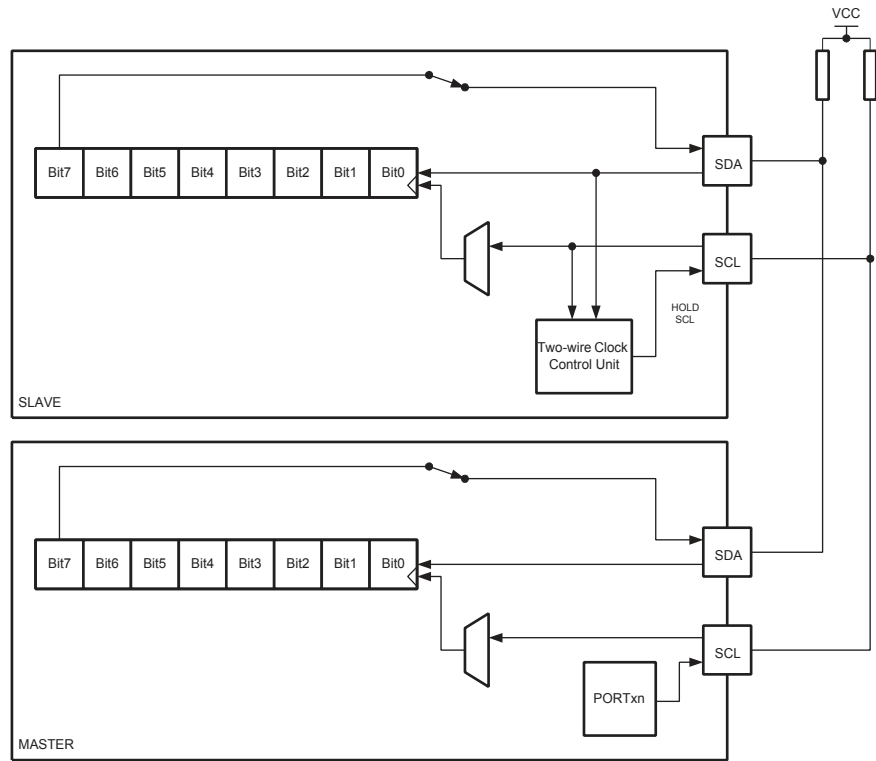 VCC
Bit7 Bit6 Bit5 Bit4 Bit3 Bit2 Bit1 Bit0
SDA
SCL
HOLD
SCL
Two-wire Clock
Control Unit
SLAVE
Bit7 Bit6 Bit5 Bit4 Bit3 Bit2 Bit1 Bit0
SDA
SCL
PORTxn
MASTER